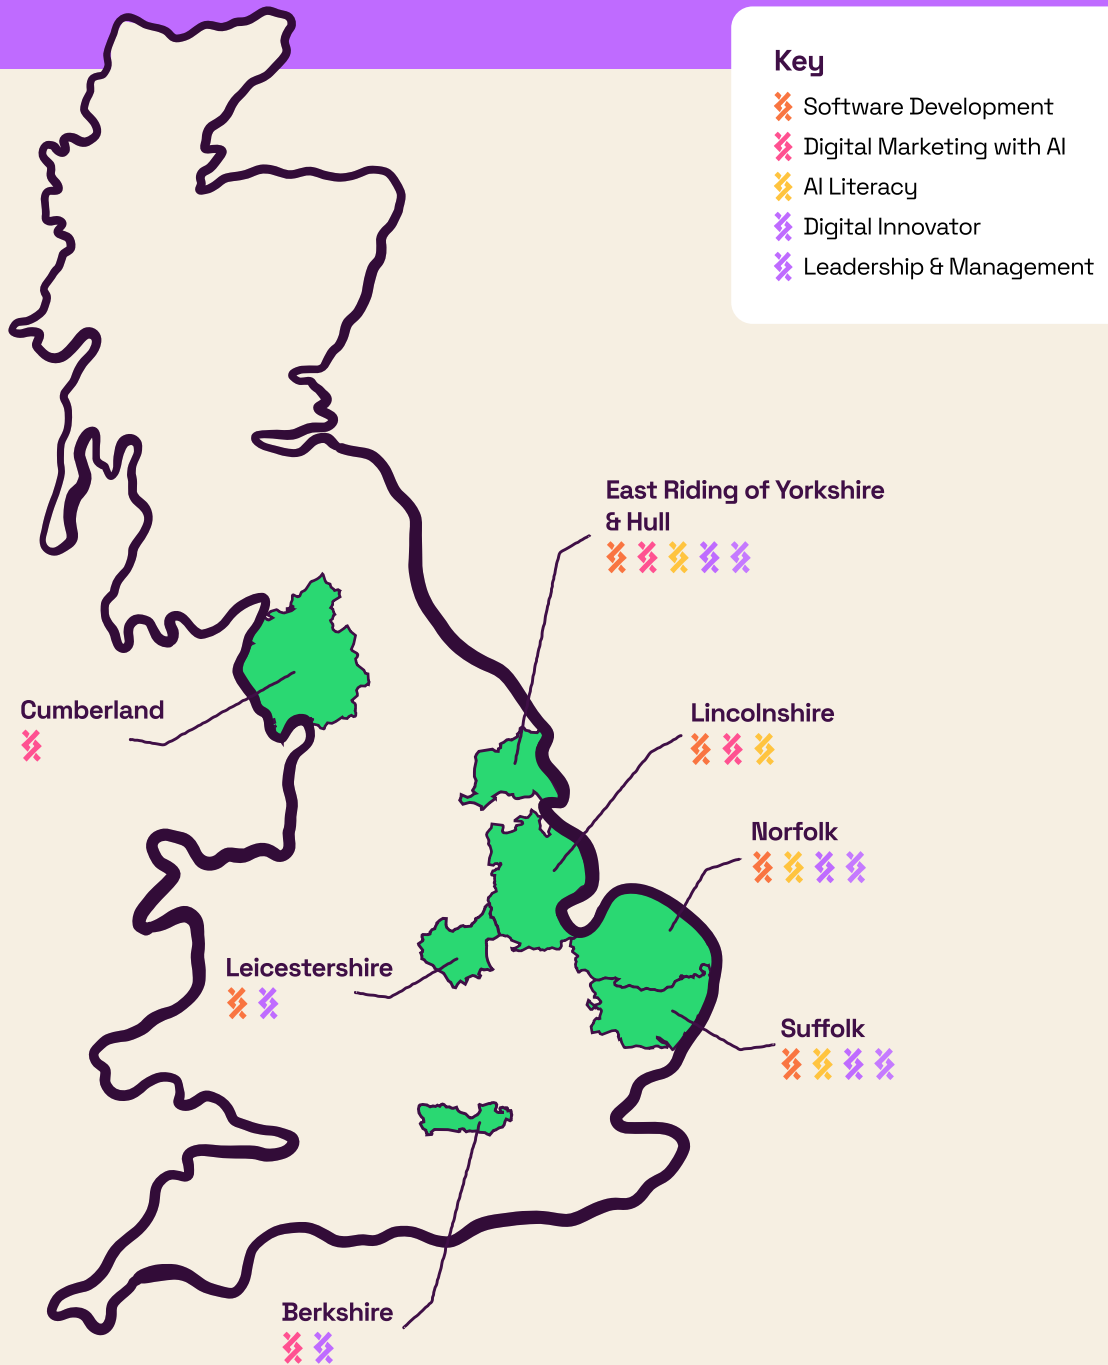 Key
Software Development
Digital Marketing with AI
AI Literacy
Digital Innovator
Leadership & Management
East Riding of Yorkshire
& Hull
Cumberland
Lincolnshire
Norfolk
Leicestershire
Suffolk
Berkshire